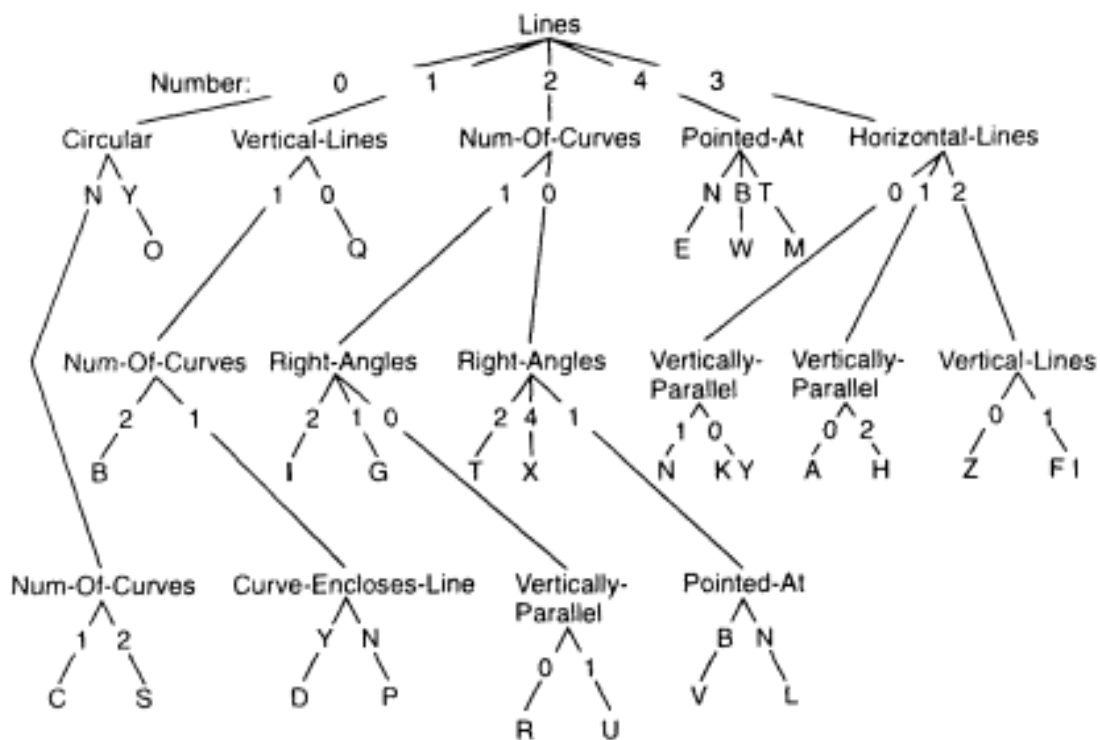 Lines
Number: 0 1 2 4 3
Circular Vertical-Lines Num-Of-Curves Pointed-At Horizontal-Lines
N Y 1 0 1 0 N B T 0 1 2
O Q E W M
Num-Of-Curves Right-Angles Right-Angles Vertically-Parallel Vertically-Parallel Vertical-Lines
2 1 2 1 0 2 4 1 1 0 0 2 0 1
B I G T X N K Y A H Z F I
Num-Of-Curves Curve-Encloses-Line Vertically-Parallel Pointed-At
1 2 Y N 0 1 B N
C S D P R U V L